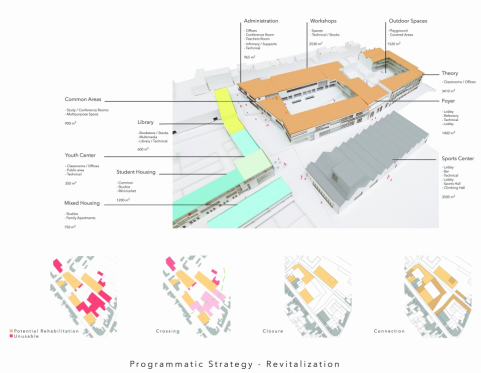 Administration
- Offices
- Conference Room
- Teachers Room
- Infirmary / Supports
- Technical
965 m²
Workshops
- Spaces
- Technical / Stocks
2530 m²
Outdoor Spaces
- Playground
- Covered Areas
1520 m²
Theory
- Classrooms / Offices
3410 m²
Foyer
- Lobby
- Refectory
- Technical
- Lobby
1400 m²
Common Areas
- Study / Conference Rooms
- Multipurpose Space
900 m²
Library
- Bookstore / Stocks
- Multimedia
- Library / Technical
600 m²
Youth Center
- Classrooms / Offices
- Public area
- Technical
350 m²
Student Housing
- Common
- Studios
- Minimarket
1200 m²
Sports Center
- Lobby
- Bar
- Technical
- Lobby
- Sports Hall
- Climbing Hall
2500 m²
Mixed Housing
- Studios
- Family Apartments
750 m²
Potential Rehabilitation
Unusable
Crossing
Closure
Connection
Programmatic Strategy - Revitalization